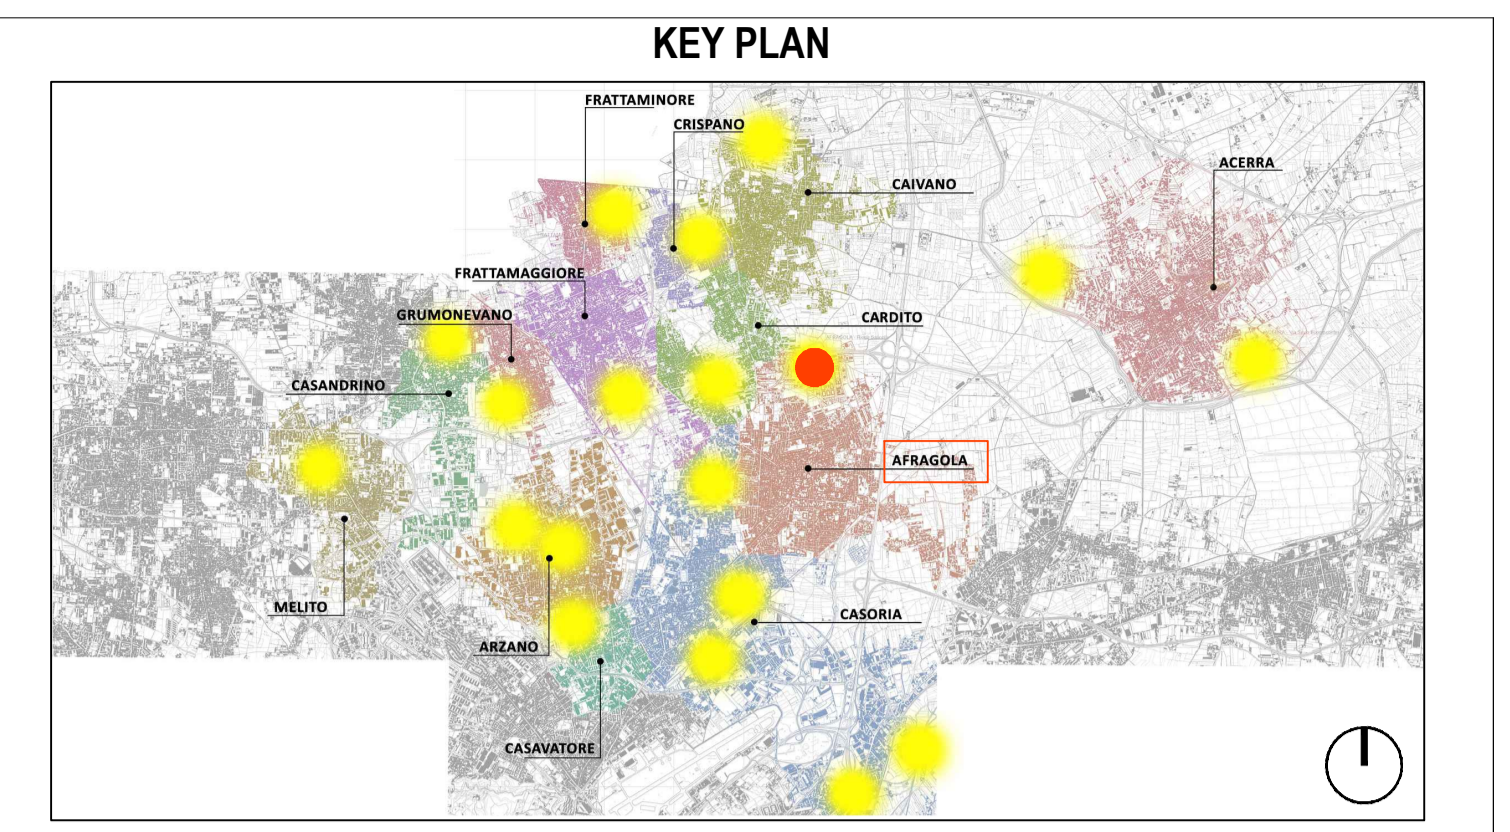 KEY PLAN
FRATTAMINORE
CRISPANO
ACERRA
CAIVANO
FRATTAMAGGIORE
GRUMONEVANO
CARDITO
CASANDRINO
AFRAGOLA
MELITO
CASORIA
ARZANO
CASAVATORE